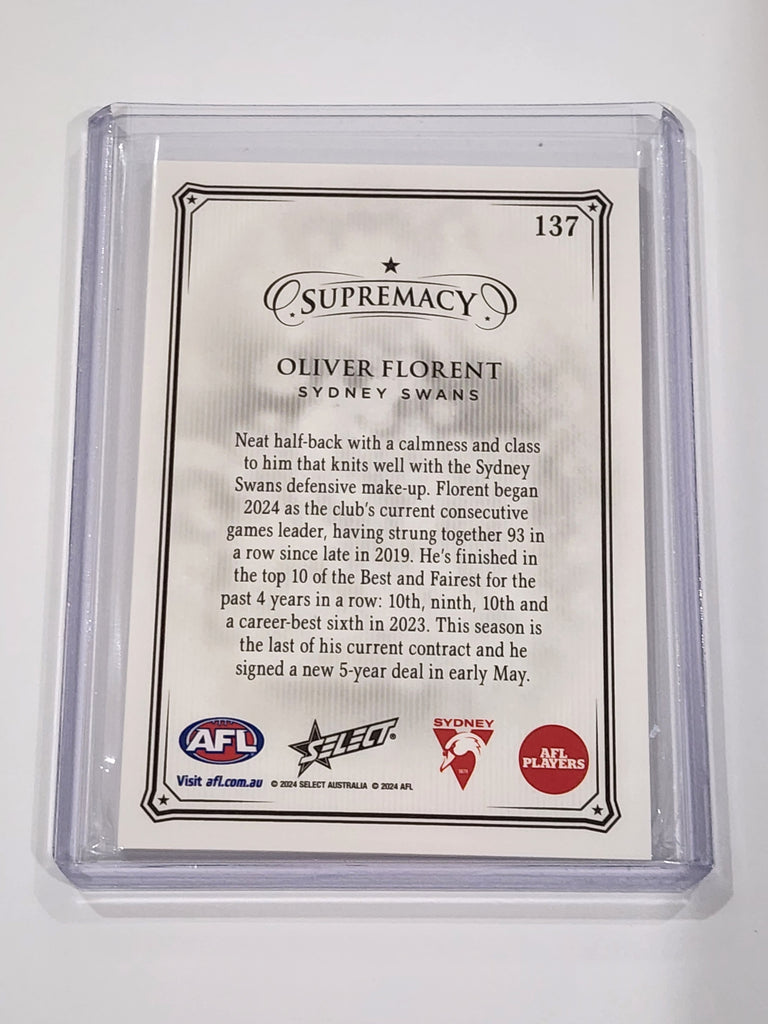 137
SUPREMACY
OLIVER FLORENT
SYDNEY SWANS
Neat half-back with a calmness and class
to him that knits well with the Sydney
Swans defensive make-up. Florent began
2024 as the club's current consecutive
games leader, having strung together 93 in
a row since late in 2019. He's finished in
the top 10 of the Best and Fairest for the
past 4 years in a row: 10th, ninth, 10th and
a career-best sixth in 2023. This season is
the last of his current contract and he
signed a new 5-year deal in early May.
AFL
SELECT®
SYDNEY
AFL
PLAYERS
Visit afl.com.au
© 2024 SELECT AUSTRALIA © 2024 AFL